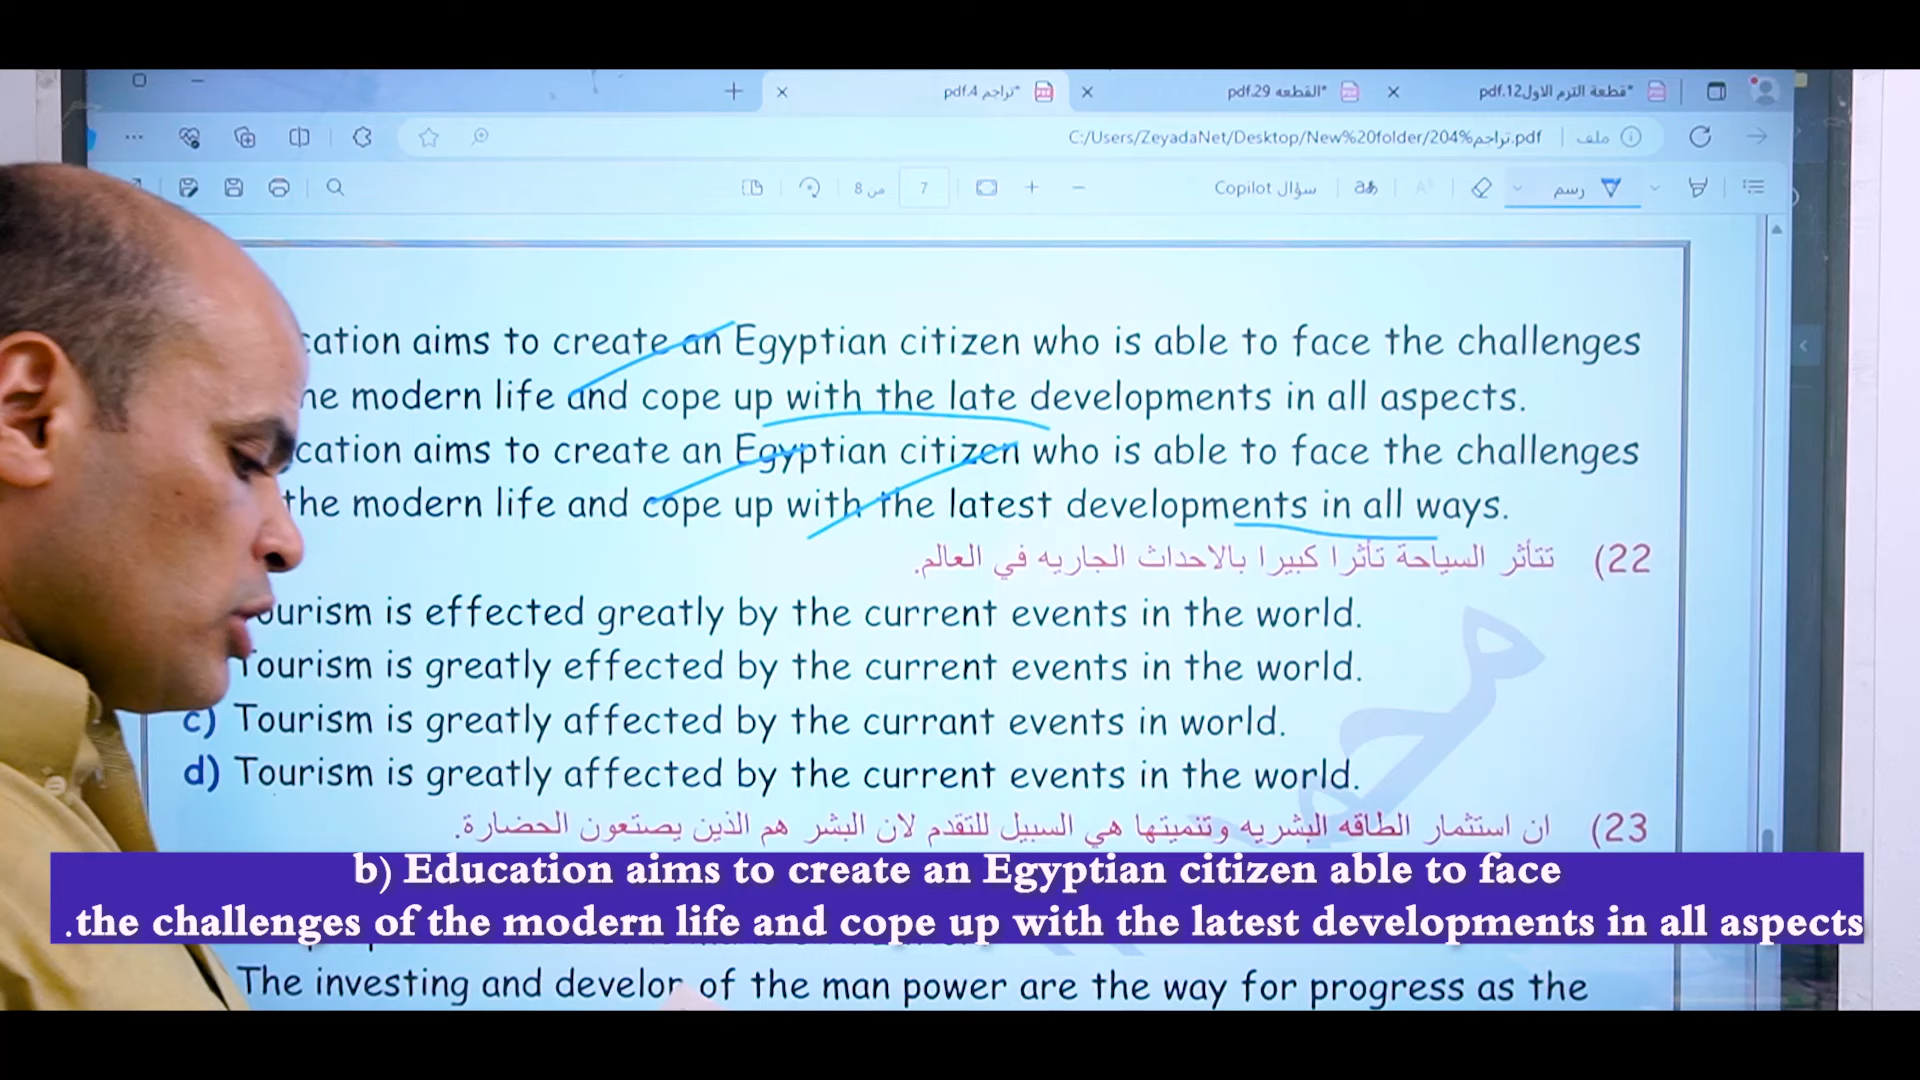 *تراجم 4.pdf
*القطعه 29.pdf
*قطعة الترم الاول12.pdf
C:/Users/ZeyadaNet/Desktop/New%20folder/204%تراجم.pdf
ملف
ص 8
7
سؤال Copilot
رسم
cation aims to create an Egyptian citizen who is able to face the challenges
he modern life and cope up with the late developments in all aspects.
cation aims to create an Egyptian citizen who is able to face the challenges
the modern life and cope up with the latest developments in all ways.
22) تتأثر السياحة تأثرا كبيرا بالاحداث الجاريه في العالم.
ourism is effected greatly by the current events in the world.
Tourism is greatly effected by the current events in the world.
c) Tourism is greatly affected by the currant events in world.
d) Tourism is greatly affected by the current events in the world.
23) ان استثمار الطاقه البشريه وتنميتها هي السبيل للتقدم لان البشر هم الذين يصتعون الحضارة.
b) Education aims to create an Egyptian citizen able to face
.the challenges of the modern life and cope up with the latest developments in all aspects
The investing and develop of the man power are the way for progress as the